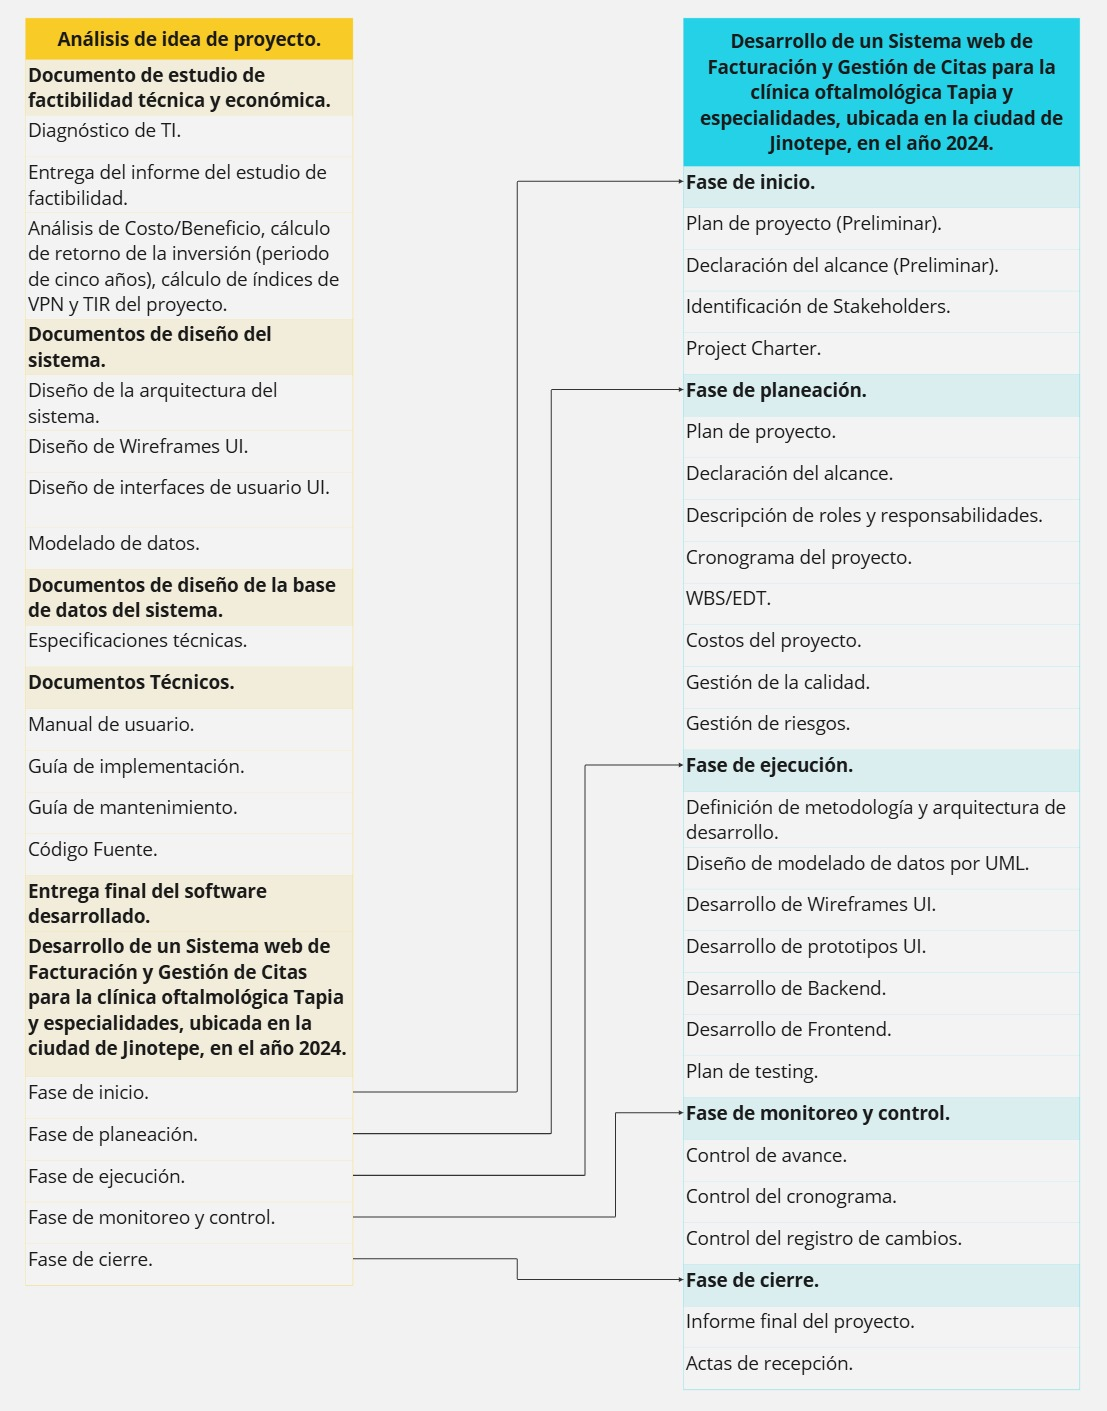 Análisis de idea de proyecto.
Documento de estudio de
factibilidad técnica y económica.
Diagnóstico de TI.
Entrega del informe del estudio de
factibilidad.
Análisis de Costo/Beneficio, cálculo
de retorno de la inversión (periodo
de cinco años), cálculo de índices de
VPN y TIR del proyecto.
Documentos de diseño del
sistema.
Diseño de la arquitectura del
sistema.
Diseño de Wireframes UI.
Diseño de interfaces de usuario UI.
Modelado de datos.
Documentos de diseño de la base
de datos del sistema.
Especificaciones técnicas.
Documentos Técnicos.
Manual de usuario.
Guía de implementación.
Guía de mantenimiento.
Código Fuente.
Entrega final del software
desarrollado.
Desarrollo de un Sistema web de
Facturación y Gestión de Citas
para la clínica oftalmológica Tapia
y especialidades, ubicada en la
ciudad de Jinotepe, en el año 2024.
Fase de inicio.
Fase de planeación.
Fase de ejecución.
Fase de monitoreo y control.
Fase de cierre.
Desarrollo de un Sistema web de
Facturación y Gestión de Citas para la
clínica oftalmológica Tapia y
especialidades, ubicada en la ciudad de
Jinotepe, en el año 2024.
Fase de inicio.
Plan de proyecto (Preliminar).
Declaración del alcance (Preliminar).
Identificación de Stakeholders.
Project Charter.
Fase de planeación.
Plan de proyecto.
Declaración del alcance.
Descripción de roles y responsabilidades.
Cronograma del proyecto.
WBS/EDT.
Costos del proyecto.
Gestión de la calidad.
Gestión de riesgos.
Fase de ejecución.
Definición de metodología y arquitectura de
desarrollo.
Diseño de modelado de datos por UML.
Desarrollo de Wireframes UI.
Desarrollo de prototipos UI.
Desarrollo de Backend.
Desarrollo de Frontend.
Plan de testing.
Fase de monitoreo y control.
Control de avance.
Control del cronograma.
Control del registro de cambios.
Fase de cierre.
Informe final del proyecto.
Actas de recepción.